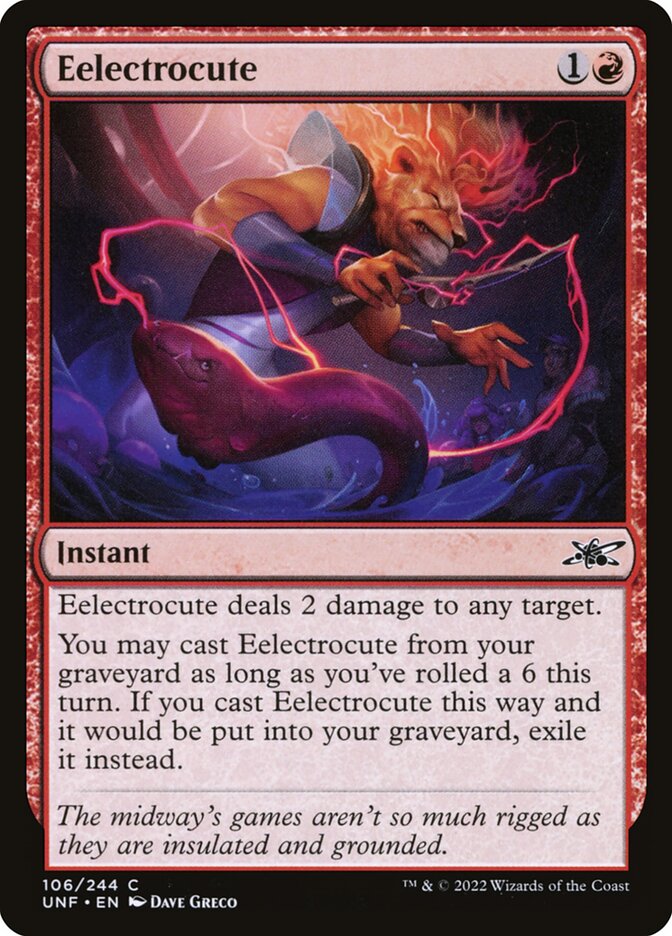 Eelectrocute 1
Instant
Eelectrocute deals 2 damage to any target.
You may cast Eelectrocute from your
graveyard as long as you've rolled a 6 this
turn. If you cast Eelectrocute this way and
it would be put into your graveyard, exile
it instead.
The midway's games aren't so much rigged as
they are insulated and grounded.
106/244 C
UNF • EN Dave Greco
™ & © 2022 Wizards of the Coast